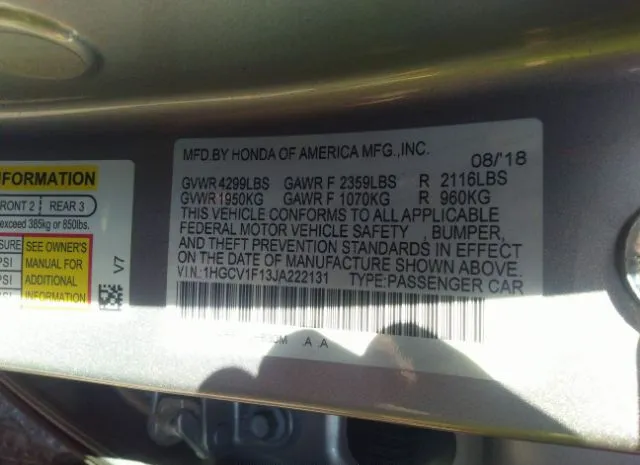 MFD.BY HONDA OF AMERICA MFG.,INC. 08/'18
GVWR 4299LBS GAWR F 2359LBS R 2116LBS
GVWR 1950KG GAWR F 1070KG R 960KG
THIS VEHICLE CONFORMS TO ALL APPLICABLE
FEDERAL MOTOR VEHICLE SAFETY , BUMPER,
AND THEFT PREVENTION STANDARDS IN EFFECT
ON THE DATE OF MANUFACTURE SHOWN ABOVE.
VIN:1HGCV1F13JA222131 TYPE:PASSENGER CAR
.A .A
FORMATION
FRONT 2 REAR 3
exceed 385kg or 850lbs.
SURE
PSI
PSI
SEE OWNER'S
MANUAL FOR
ADDITIONAL
INFORMATION
V7